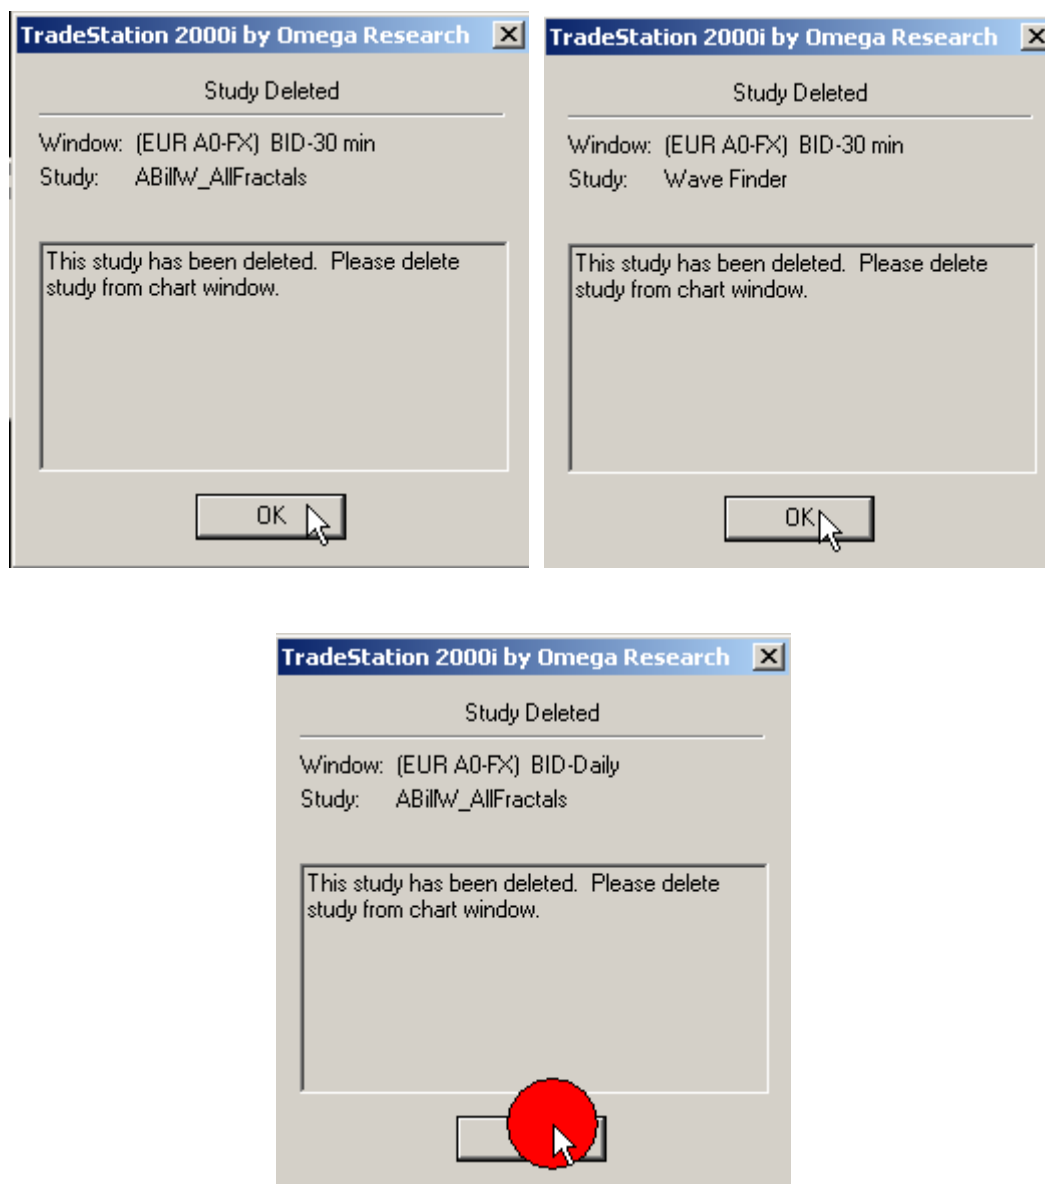 TradeStation 2000i by Omega Research
Study Deleted
Window: (EUR A0-FX) BID-30 min
Study: ABillW_AllFractals
This study has been deleted. Please delete
study from chart window.
OK
TradeStation 2000i by Omega Research
Study Deleted
Window: (EUR A0-FX) BID-30 min
Study: Wave Finder
This study has been deleted. Please delete
study from chart window.
OK
TradeStation 2000i by Omega Research
Study Deleted
Window: (EUR A0-FX) BID-Daily
Study: ABillW_AllFractals
This study has been deleted. Please delete
study from chart window.